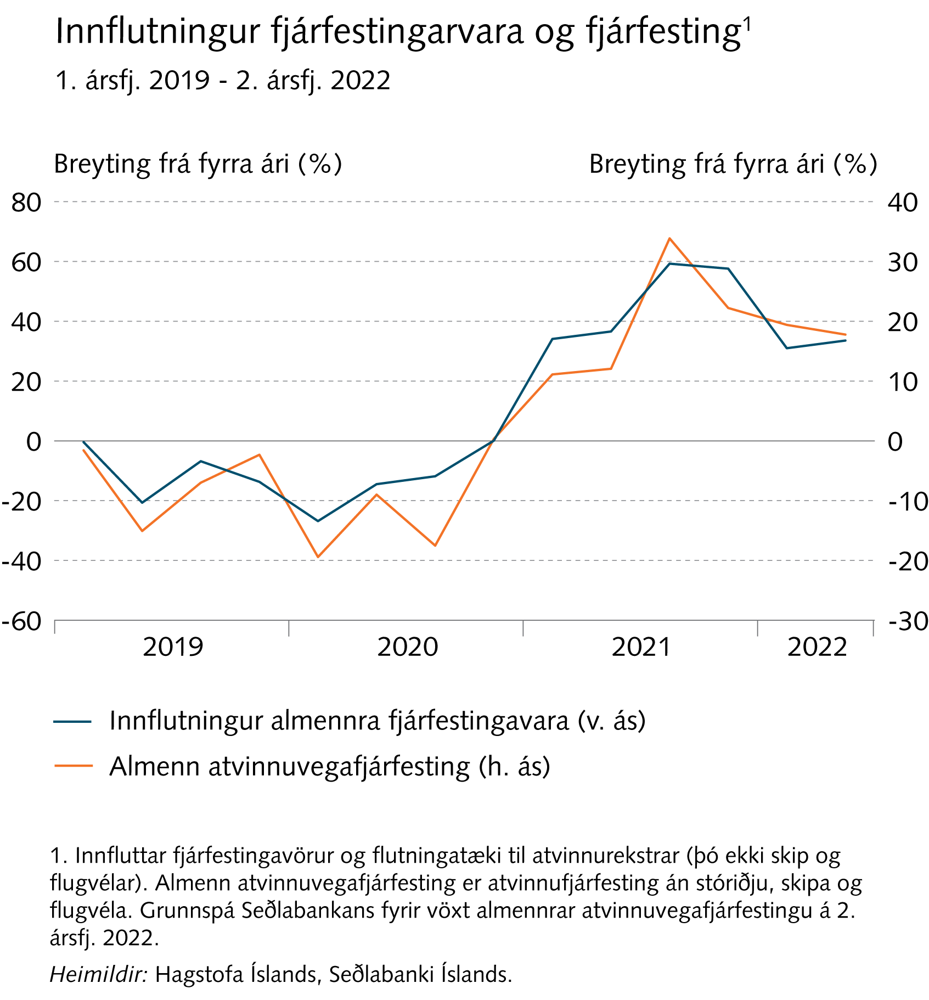 Innflutningur fjárfestingarvara og fjárfesting¹
1. ársfj. 2019 - 2. ársfj. 2022
Breyting frá fyrra ári (%)
Breyting frá fyrra ári (%)
80
40
60
30
40
20
20
10
0
0
-20
-10
-40
-20
-60
-30
2019
2020
2021
2022
Innflutningur almennra fjárfestingavara (v. ás)
Almenn atvinnuvegafjárfesting (h. ás)
1. Innfluttar fjárfestingavörur og flutningatæki til atvinnurekstrar (þó ekki skip og
flugvélar). Almenn atvinnuvegafjárfesting er atvinnufjárfesting án stóriðju, skipa og
flugvéla. Grunnspá Seðlabankans fyrir vöxt almennrar atvinnuvegafjárfestingu á 2.
ársfj. 2022.
Heimildir: Hagstofa Íslands, Seðlabanki Íslands.